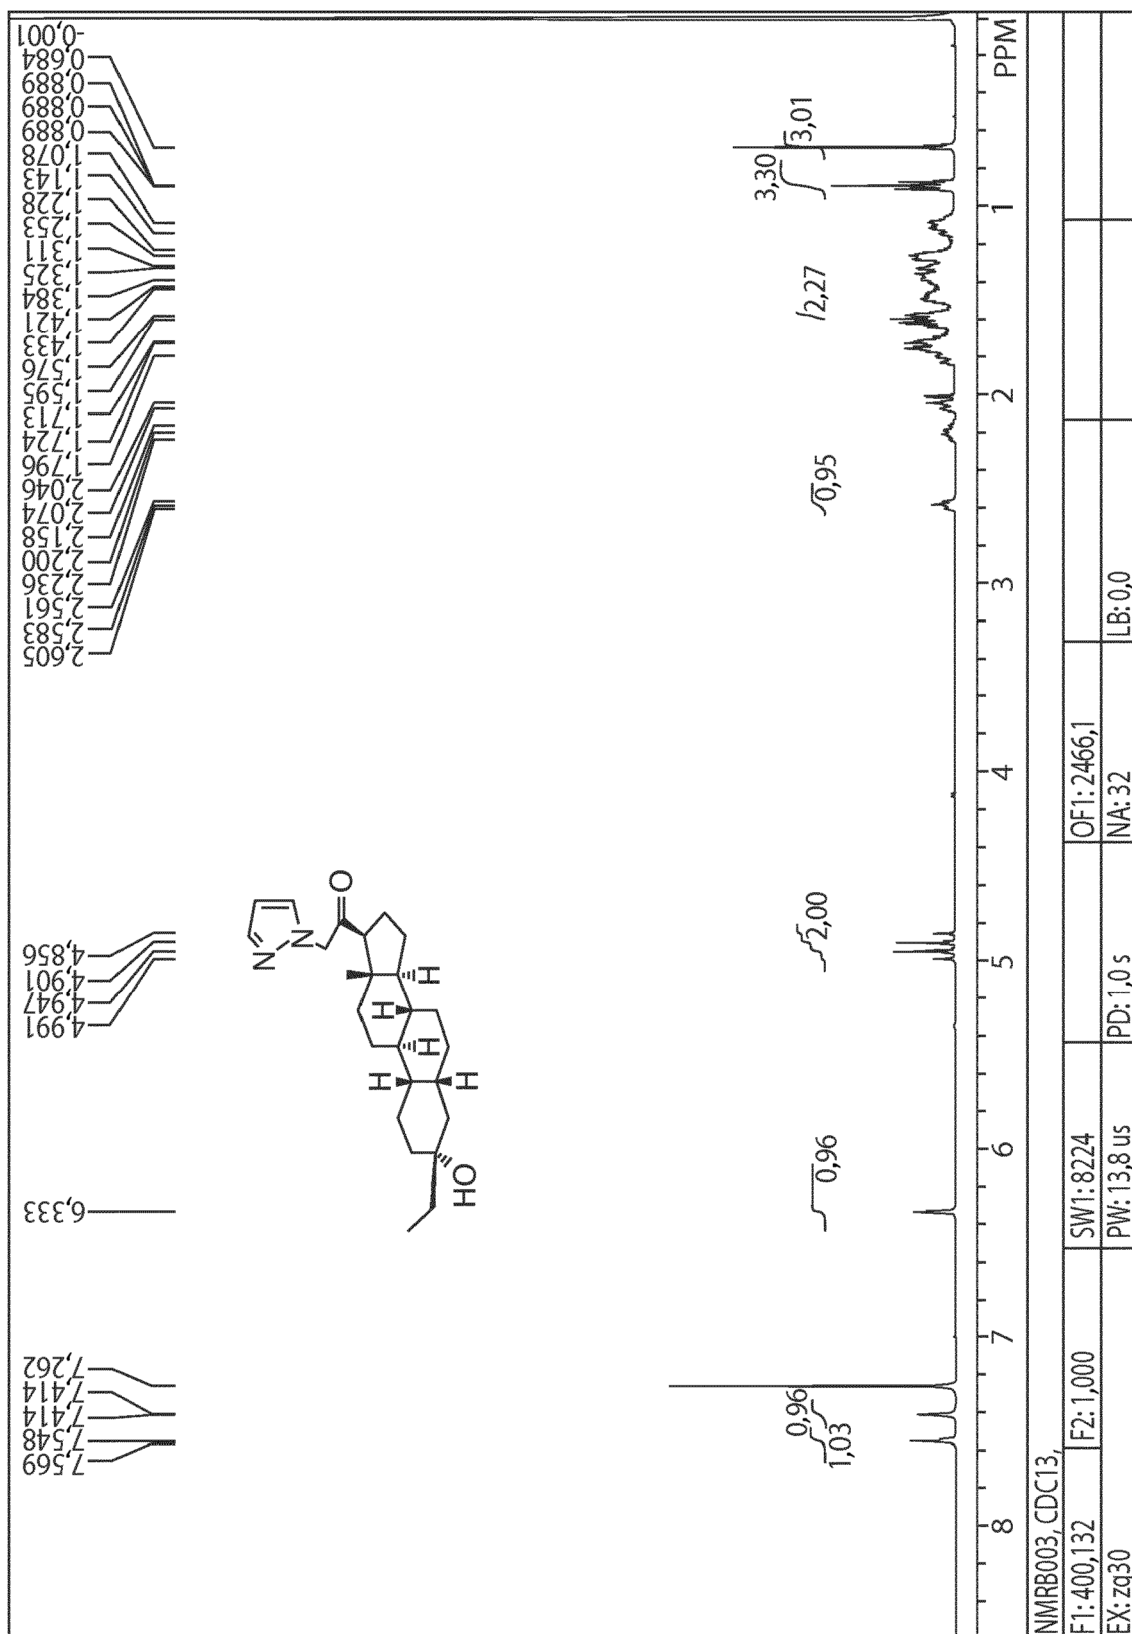 7,569
7,548
7,414
7,414
7,262
6,333
4,991
4,947
4,901
4,856
2,605
2,583
2,561
2,236
2,200
2,158
2,074
2,046
1,796
1,724
1,713
1,595
1,576
1,433
1,421
1,384
1,325
1,311
1,253
1,228
1,143
1,078
0,889
0,889
0,889
0,684
-0,001
N
N
O
H
H
H
H
H
OH
3,30
3,01
0,96
1,03
0,96
2,00
0,95
2,27
8
7
6
5
4
3
2
1
PPM
NMRB003, CDC13,
F1: 400,132
F2: 1,000
SW1: 8224
OF1: 2466,1
EX: zq30
PW: 13,8 us
PD: 1,0 s
NA: 32
LB: 0,0